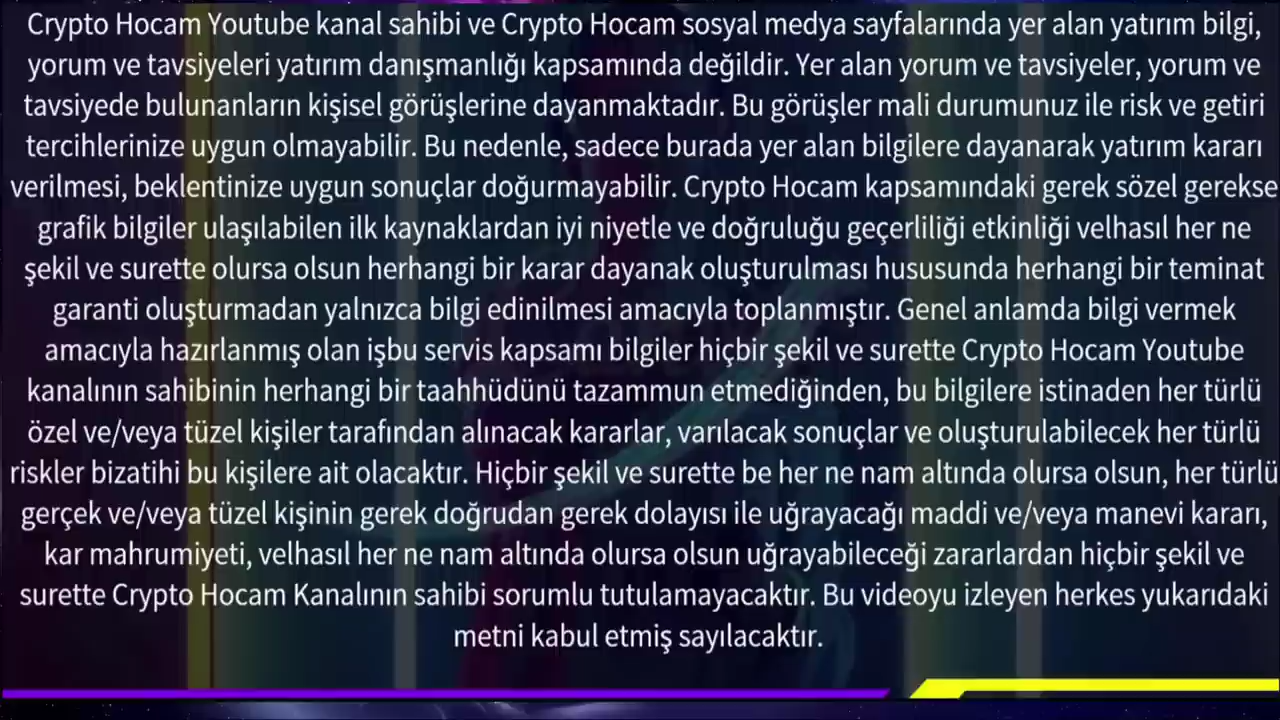 Crypto Hocam Youtube kanal sahibi ve Crypto Hocam sosyal medya sayfalarında yer alan yatırım bilgi,
yorum ve tavsiyeleri yatırım danışmanlığı kapsamında değildir. Yer alan yorum ve tavsiyeler, yorum ve
tavsiyede bulunanların kişisel görüşlerine dayanmaktadır. Bu görüşler mali durumunuz ile risk ve getiri
tercihlerinize uygun olmayabilir. Bu nedenle, sadece burada yer alan bilgilere dayanarak yatırım kararı
verilmesi, beklentinize uygun sonuçlar doğurmayabilir. Crypto Hocam kapsamındaki gerek sözel gerekse
grafik bilgiler ulaşılabilen ilk kaynaklardan iyi niyetle ve doğruluğu geçerliliği etkinliği velhasıl her ne
şekil ve surette olursa olsun herhangi bir karar dayanak oluşturulması hususunda herhangi bir teminat
garanti oluşturmadan yalnızca bilgi edinilmesi amacıyla toplanmıştır. Genel anlamda bilgi vermek
amacıyla hazırlanmış olan işbu servis kapsamı bilgiler hiçbir şekil ve surette Crypto Hocam Youtube
kanalının sahibinin herhangi bir taahhüdünü tazammun etmediğinden, bu bilgilere istinaden her türlü
özel ve/veya tüzel kişiler tarafından alınacak kararlar, varılacak sonuçlar ve oluşturulabilecek her türlü
riskler bizatihi bu kişilere ait olacaktır. Hiçbir şekil ve surette be her ne nam altında olursa olsun, her türlü
gerçek ve/veya tüzel kişinin gerek doğrudan gerek dolayısı ile uğrayacağı maddi ve/veya manevi kararı,
kar mahrumiyeti, velhasıl her ne nam altında olursa olsun uğrayabileceği zararlardan hiçbir şekil ve
surette Crypto Hocam Kanalının sahibi sorumlu tutulamayacaktır. Bu videoyu izleyen herkes yukarıdaki
metni kabul etmiş sayılacaktır.